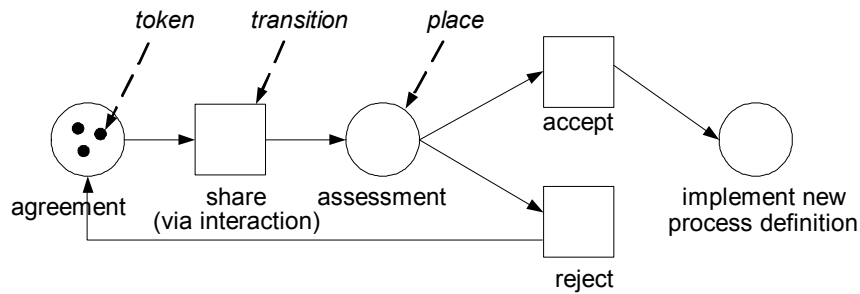 token
transition
place
agreement
share
(via interaction)
assessment
accept
reject
implement new
process definition